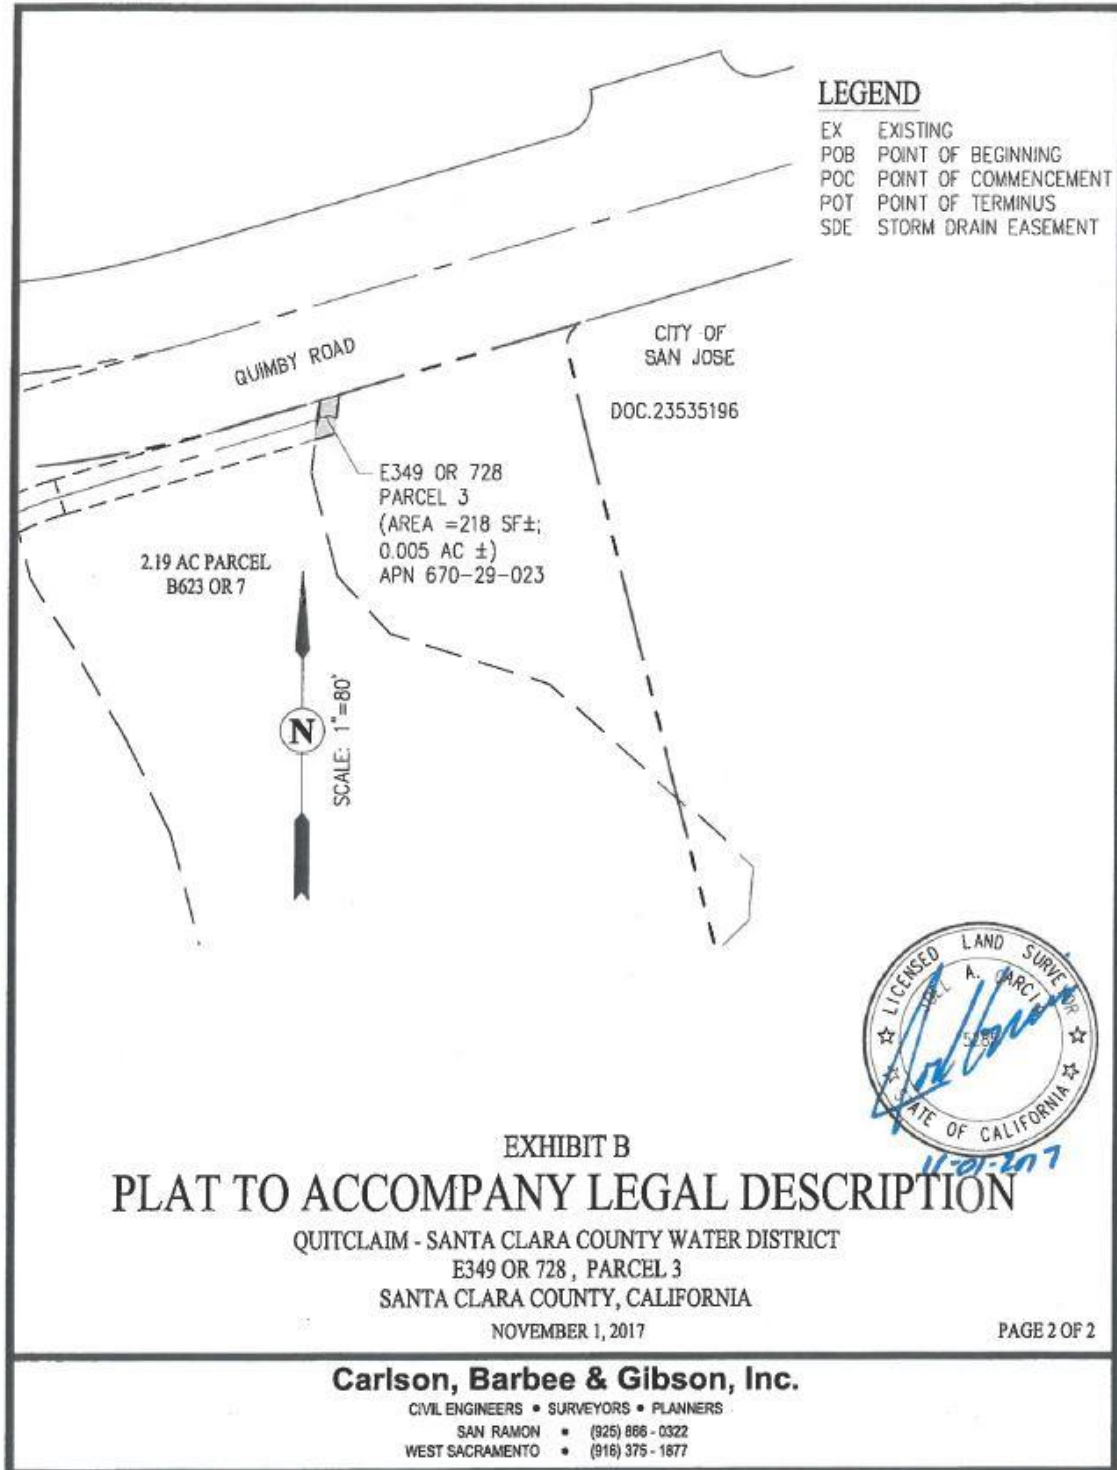 LEGEND
EX EXISTING
POB POINT OF BEGINNING
POC POINT OF COMMENCEMENT
POT POINT OF TERMINUS
SDE STORM DRAIN EASEMENT
QUIMBY ROAD
CITY OF
SAN JOSE
DOC.23535196
E349 OR 728
PARCEL 3
(AREA =218 SF±;
0.005 AC ±)
APN 670-29-023
2.19 AC PARCEL
B623 OR 7
N
SCALE: 1"=80'
LICENSED LAND SURVEYOR
JOEL A. GARCIA
STATE OF CALIFORNIA
11-01-2017
EXHIBIT B
PLAT TO ACCOMPANY LEGAL DESCRIPTION
QUITCLAIM - SANTA CLARA COUNTY WATER DISTRICT
E349 OR 728 , PARCEL 3
SANTA CLARA COUNTY, CALIFORNIA
NOVEMBER 1, 2017
PAGE 2 OF 2
Carlson, Barbee & Gibson, Inc.
CIVIL ENGINEERS • SURVEYORS • PLANNERS
SAN RAMON • (925) 866 - 0322
WEST SACRAMENTO • (916) 375 - 1877